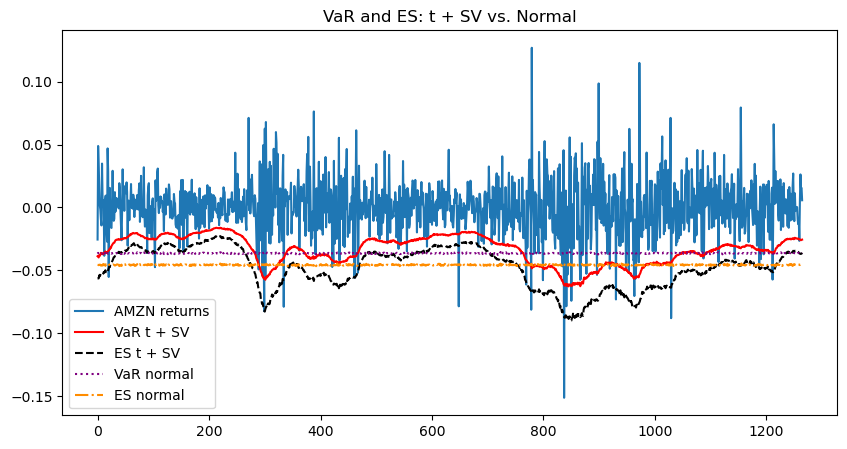 VaR and ES: t + SV vs. Normal
0.10
0.05
0.00
−0.05
−0.10
−0.15
AMZN returns
VaR t + SV
ES t + SV
VaR normal
ES normal
0 200 400 600 800 1000 1200